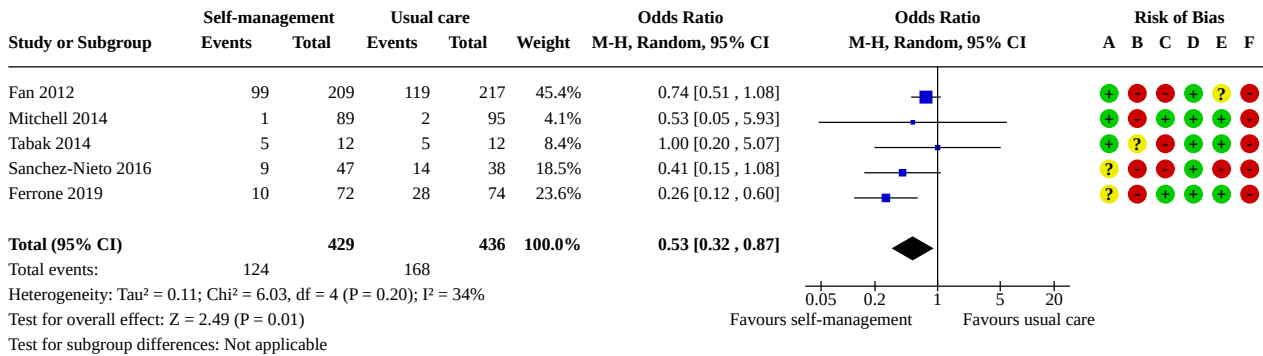 Self-management Usual care Odds Ratio Odds Ratio Risk of Bias
Study or Subgroup Events Total Events Total Weight M-H, Random, 95% CI M-H, Random, 95% CI A B C D E F
Fan 2012 99 209 119 217 45.4% 0.74 [0.51 , 1.08] + - - + ? -
Mitchell 2014 1 89 2 95 4.1% 0.53 [0.05 , 5.93] + - + + + -
Tabak 2014 5 12 5 12 8.4% 1.00 [0.20 , 5.07] + ? - + + -
Sanchez-Nieto 2016 9 47 14 38 18.5% 0.41 [0.15 , 1.08] ? - - + - -
Ferrone 2019 10 72 28 74 23.6% 0.26 [0.12 , 0.60] ? - + + + -
Total (95% CI) 429 436 100.0% 0.53 [0.32 , 0.87]
Total events: 124 168
Heterogeneity: Tau² = 0.11; Chi² = 6.03, df = 4 (P = 0.20); I² = 34%
0.05 0.2 1 5 20
Test for overall effect: Z = 2.49 (P = 0.01)
Favours self-management Favours usual care
Test for subgroup differences: Not applicable